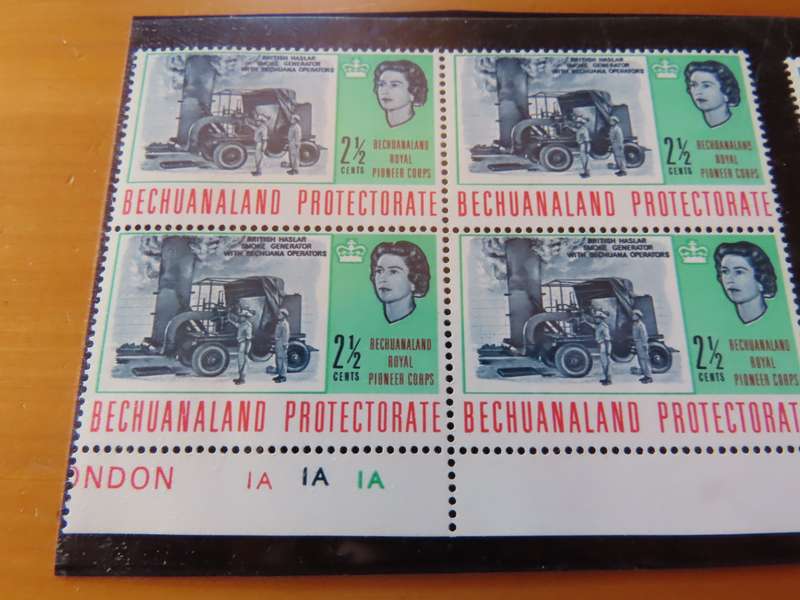 BRITISH HASLAR
SMOKE GENERATOR
WITH BECHUANA OPERATORS
2½
CENTS
BECHUANALAND
ROYAL
PIONEER CORPS
BECHUANALAND PROTECTORATE
BRITISH HASLAR
SMOKE GENERATOR
WITH BECHUANA OPERATORS
2½
CENTS
BECHUANALAND
ROYAL
PIONEER CORPS
BECHUANALAND PROTECTORATE
BRITISH HASLAR
SMOKE GENERATOR
WITH BECHUANA OPERATORS
2½
CENTS
BECHUANALAND
ROYAL
PIONEER CORPS
BECHUANALAND PROTECTORATE
BRITISH HASLAR
SMOKE GENERATOR
WITH BECHUANA OPERATORS
2½
CENTS
BECHUANALAND
ROYAL
PIONEER CORPS
BECHUANALAND PROTECTORATE
ONDON 1A 1A 1A